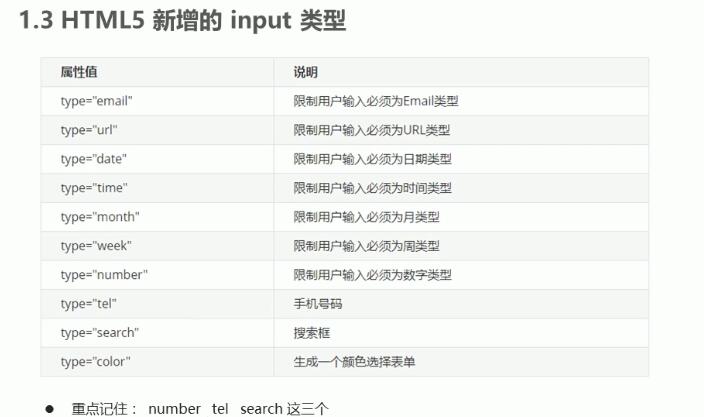 1.3 HTML5 新增的 input 类型
属性值 说明
type="email" 限制用户输入必须为Email类型
type="url" 限制用户输入必须为URL类型
type="date" 限制用户输入必须为日期类型
type="time" 限制用户输入必须为时间类型
type="month" 限制用户输入必须为月类型
type="week" 限制用户输入必须为周类型
type="number" 限制用户输入必须为数字类型
type="tel" 手机号码
type="search" 搜索框
type="color" 生成一个颜色选择表单
● 重点记住： number tel search 这三个